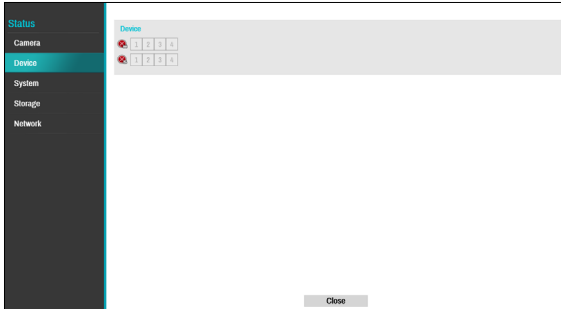 Status
Camera
Device
System
Storage
Network
Device
1 2 3 4
1 2 3 4
Close